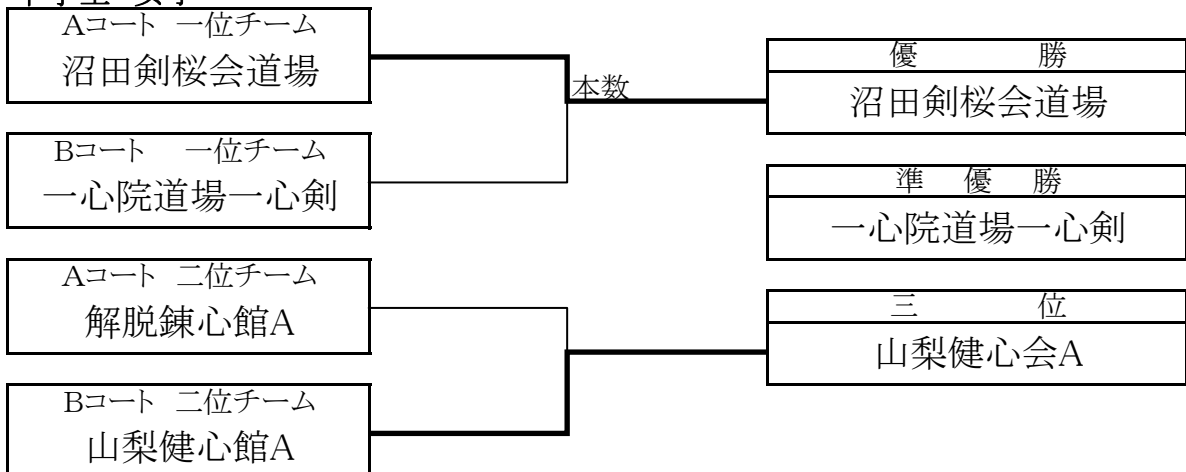 Aコート 一位チーム
沼田剣桜会道場
Bコート 一位チーム
一心院道場一心剣
Aコート 二位チーム
解脱錬心館A
Bコート 二位チーム
山梨健心館A
本数
優 勝
沼田剣桜会道場
準 優 勝
一心院道場一心剣
三 位
山梨健心会A